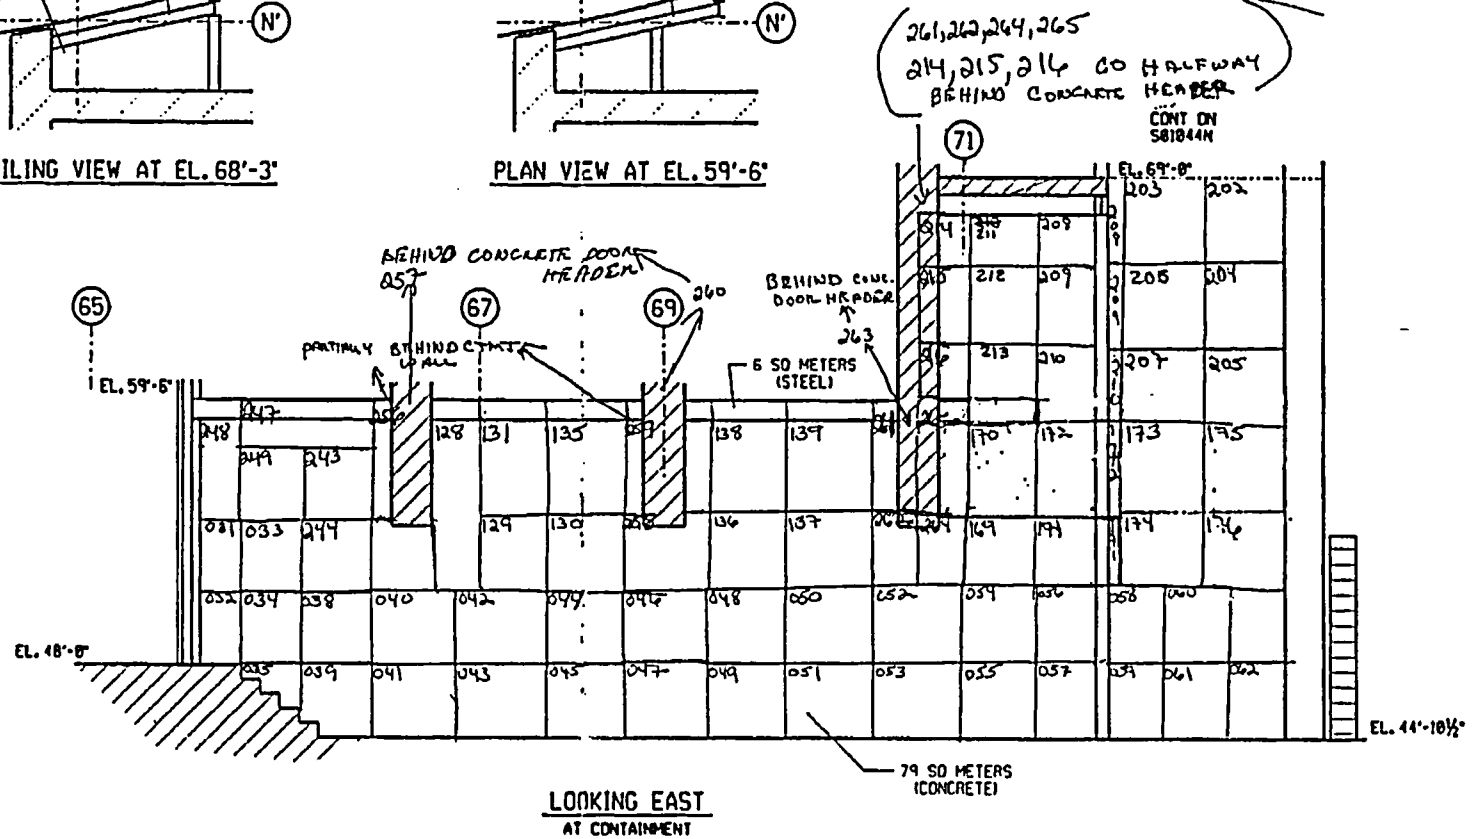 N'
N'
261,262,264,265
214,215,216 GO HALFWAY
BEHIND CONCRETE HEADER
CONT ON
S01044N
ILING VIEW AT EL.68'-3"
PLAN VIEW AT EL.59'-6"
71
EL.69'-0"
203 202
214 211 208
BEHIND CONCRETE DOOR
HEADER
257
260
BEHIND CONC.
DOOR HEADER
263
212 209 205 204
65
67
69
PARTIALLY BEHIND CTMT
WALL
213 210 207 205
6 SQ METERS
(STEEL)
EL.59'-6"
247
248 128 131 135 138 139 170 172 173 175
249 243
031 033 244 129 130 136 137 169 174 176
032 034 038 040 042 044 046 048 050 052 054 056 058 060
EL.48'-0"
035 039 041 043 045 047 049 051 053 055 057 059 061 062
EL.44'-10½"
79 SQ METERS
(CONCRETE)
LOOKING EAST
AT CONTAINMENT